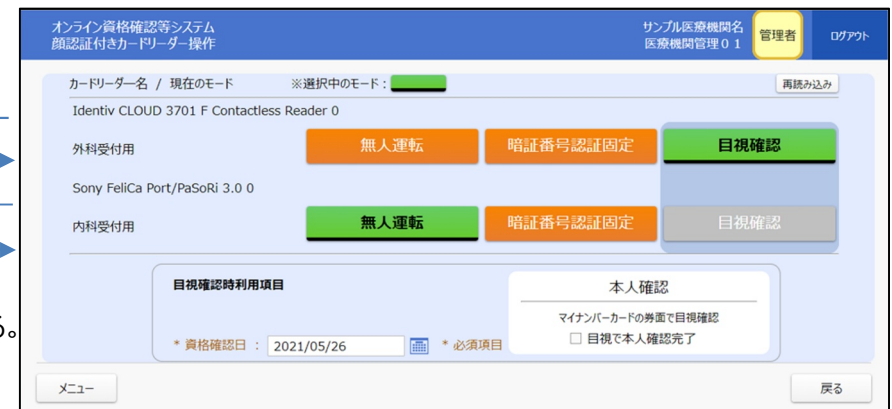 オンライン資格確認等システム
顔認証付きカードリーダー操作
サンプル医療機関名
医療機関管理01
管理者
ログアウト
カードリーダー名 / 現在のモード ※選択中のモード:
再読み込み
Identiv CLOUD 3701 F Contactless Reader 0
外科受付用 無人運転 暗証番号認証固定 目視確認
Sony FeliCa Port/PaSoRi 3.0 0
内科受付用 無人運転 暗証番号認証固定 目視確認
目視確認時利用項目
* 資格確認日 : 2021/05/26 * 必須項目
本人確認
マイナンバーカードの券面で目視確認
目視で本人確認完了
る。
メニュー
戻る